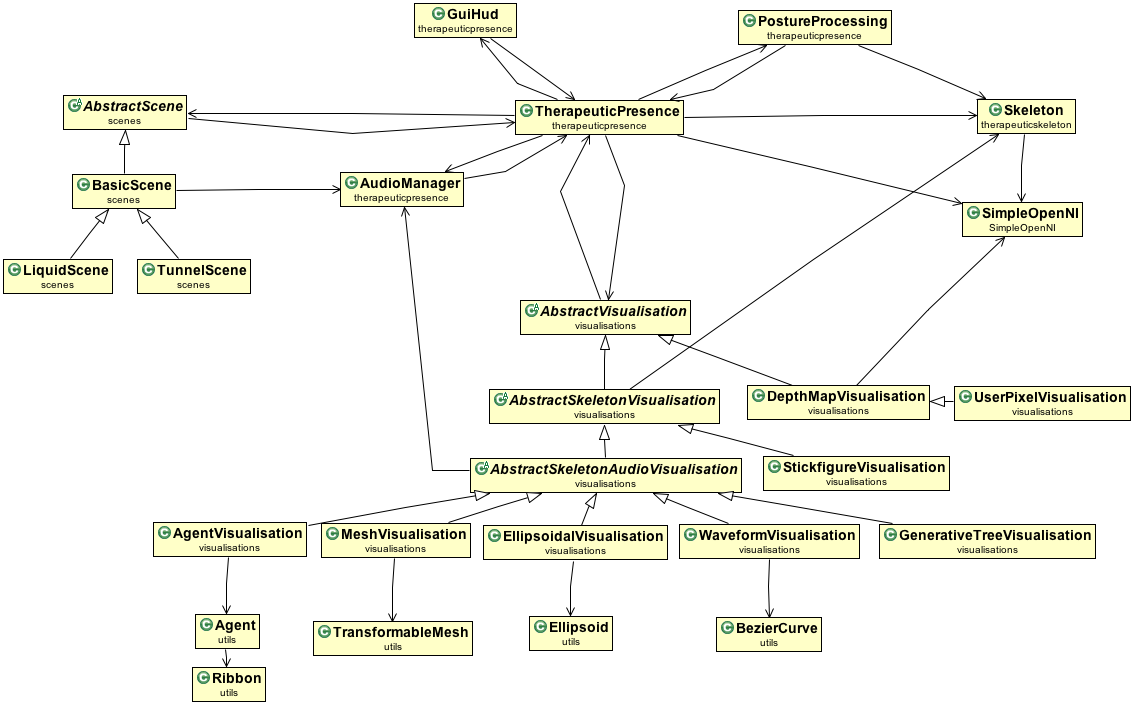 GuiHud
therapeuticpresence
PostureProcessing
therapeuticpresence
AbstractScene
scenes
TherapeuticPresence
therapeuticpresence
Skeleton
therapeuticskeleton
BasicScene
scenes
AudioManager
therapeuticpresence
SimpleOpenNI
SimpleOpenNI
LiquidScene
scenes
TunnelScene
scenes
AbstractVisualisation
visualisations
AbstractSkeletonVisualisation
visualisations
DepthMapVisualisation
visualisations
UserPixelVisualisation
visualisations
AbstractSkeletonAudioVisualisation
visualisations
StickfigureVisualisation
visualisations
AgentVisualisation
visualisations
MeshVisualisation
visualisations
EllipsoidalVisualisation
visualisations
WaveformVisualisation
visualisations
GenerativeTreeVisualisation
visualisations
Agent
utils
TransformableMesh
utils
Ellipsoid
utils
BezierCurve
utils
Ribbon
utils